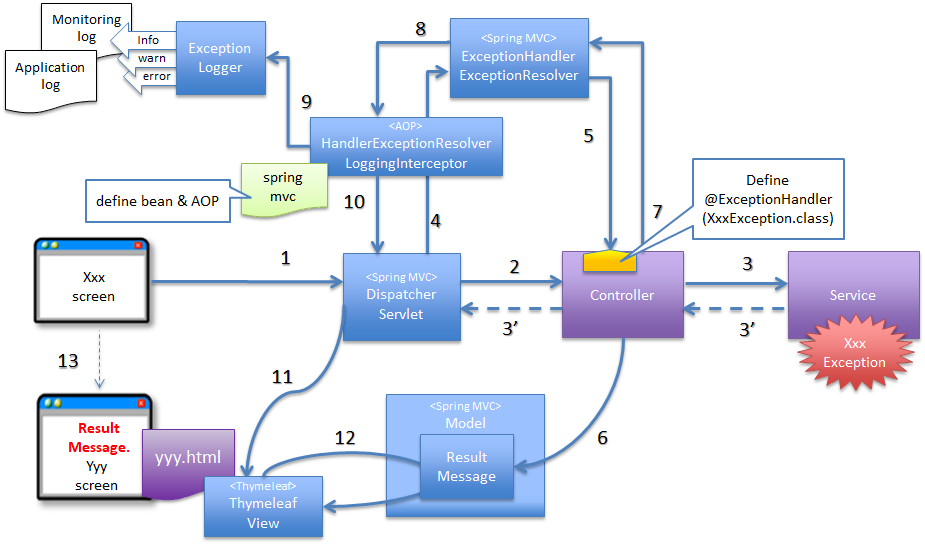 Monitoring
log
Application
log
Info
warn
error
Exception
Logger
9
8
<Spring MVC>
ExceptionHandler
ExceptionResolver
<AOP>
HandlerExceptionResolver
LoggingInterceptor
5
7
Define
@ExceptionHandler
(XxxException.class)
define bean & AOP
spring
mvc
10
4
Xxx
screen
1
<Spring MVC>
Dispatcher
Servlet
2
3’
Controller
3
3’
Service
Xxx
Exception
13
11
12
6
Result
Message.
Yyy
screen
yyy.html
<Thymeleaf>
Thymeleaf
View
<Spring MVC>
Model
Result
Message